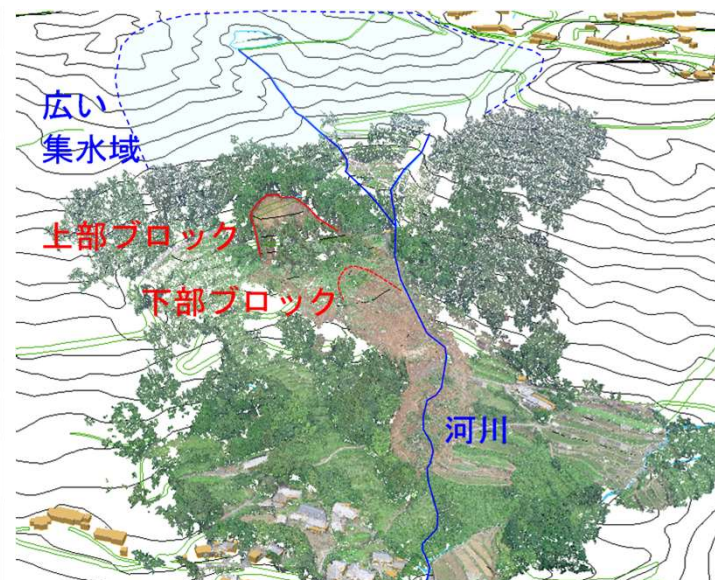 広い
集水域
上部ブロック
下部ブロック
河川